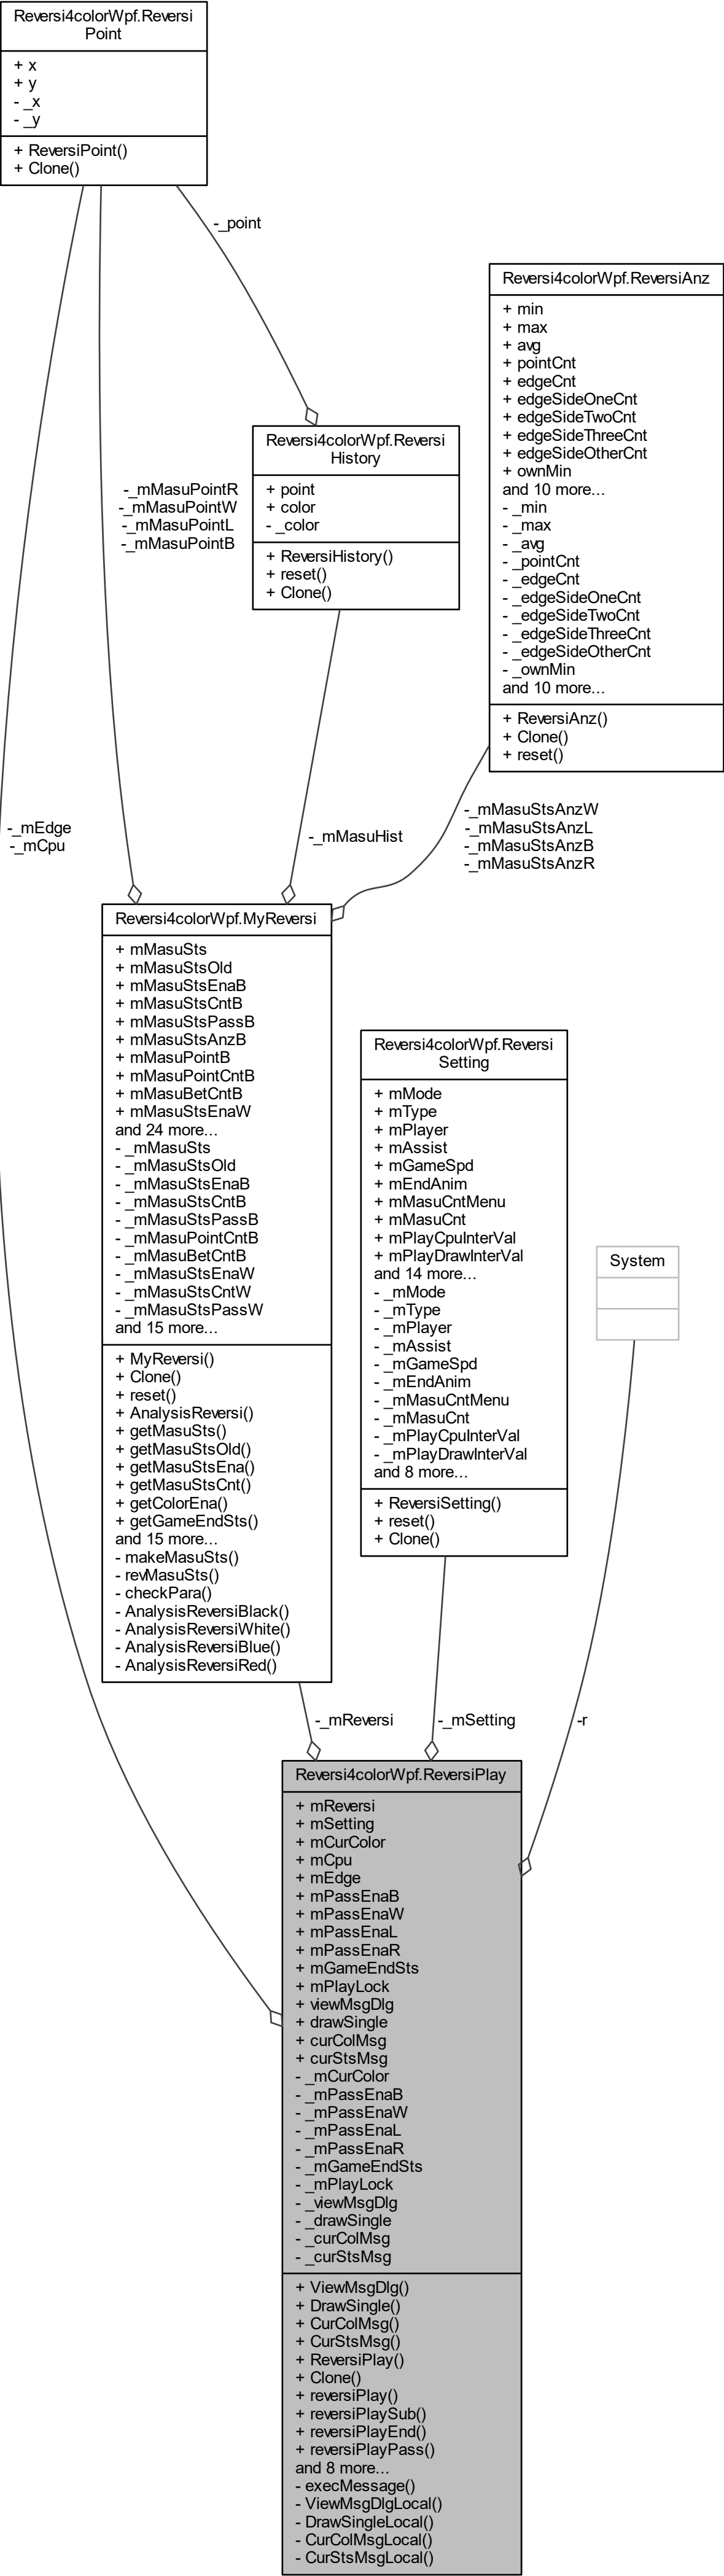 Reversi4colorWpf.Reversi
Point
+ x
+ y
- _x
- _y
+ ReversiPoint()
+ Clone()
-_point
Reversi4colorWpf.ReversiAnz
+ min
+ max
+ avg
+ pointCnt
+ edgeCnt
+ edgeSideOneCnt
+ edgeSideTwoCnt
+ edgeSideThreeCnt
+ edgeSideOtherCnt
+ ownMin
and 10 more...
- _min
- _max
- _avg
- _pointCnt
- _edgeCnt
- _edgeSideOneCnt
- _edgeSideTwoCnt
- _edgeSideThreeCnt
- _edgeSideOtherCnt
- _ownMin
and 10 more...
+ ReversiAnz()
+ Clone()
+ reset()
Reversi4colorWpf.Reversi
History
+ point
+ color
- _color
+ ReversiHistory()
+ reset()
+ Clone()
-_mMasuPointR
-_mMasuPointW
-_mMasuPointL
-_mMasuPointB
-_mEdge
-_mCpu
-_mMasuHist
-_mMasuStsAnzW
-_mMasuStsAnzL
-_mMasuStsAnzB
-_mMasuStsAnzR
Reversi4colorWpf.MyReversi
+ mMasuSts
+ mMasuStsOld
+ mMasuStsEnaB
+ mMasuStsCntB
+ mMasuStsPassB
+ mMasuStsAnzB
+ mMasuPointB
+ mMasuPointCntB
+ mMasuBetCntB
+ mMasuStsEnaW
and 24 more...
- _mMasuSts
- _mMasuStsOld
- _mMasuStsEnaB
- _mMasuStsCntB
- _mMasuStsPassB
- _mMasuPointCntB
- _mMasuBetCntB
- _mMasuStsEnaW
- _mMasuStsCntW
- _mMasuStsPassW
and 15 more...
+ MyReversi()
+ Clone()
+ reset()
+ AnalysisReversi()
+ getMasuSts()
+ getMasuStsOld()
+ getMasuStsEna()
+ getMasuStsCnt()
+ getColorEna()
+ getGameEndSts()
and 15 more...
- makeMasuSts()
- revMasuSts()
- checkPara()
- AnalysisReversiBlack()
- AnalysisReversiWhite()
- AnalysisReversiBlue()
- AnalysisReversiRed()
Reversi4colorWpf.Reversi
Setting
+ mMode
+ mType
+ mPlayer
+ mAssist
+ mGameSpd
+ mEndAnim
+ mMasuCntMenu
+ mMasuCnt
+ mPlayCpuInterVal
+ mPlayDrawInterVal
and 14 more...
- _mMode
- _mType
- _mPlayer
- _mAssist
- _mGameSpd
- _mEndAnim
- _mMasuCntMenu
- _mMasuCnt
- _mPlayCpuInterVal
- _mPlayDrawInterVal
and 8 more...
+ ReversiSetting()
+ reset()
+ Clone()
System
-_mReversi
-_mSetting
-r
Reversi4colorWpf.ReversiPlay
+ mReversi
+ mSetting
+ mCurColor
+ mCpu
+ mEdge
+ mPassEnaB
+ mPassEnaW
+ mPassEnaL
+ mPassEnaR
+ mGameEndSts
+ mPlayLock
+ viewMsgDlg
+ drawSingle
+ curColMsg
+ curStsMsg
- _mCurColor
- _mPassEnaB
- _mPassEnaW
- _mPassEnaL
- _mPassEnaR
- _mGameEndSts
- _mPlayLock
- _viewMsgDlg
- _drawSingle
- _curColMsg
- _curStsMsg
+ ViewMsgDlg()
+ DrawSingle()
+ CurColMsg()
+ CurStsMsg()
+ ReversiPlay()
+ Clone()
+ reversiPlay()
+ reversiPlaySub()
+ reversiPlayEnd()
+ reversiPlayPass()
and 8 more...
- execMessage()
- ViewMsgDlgLocal()
- DrawSingleLocal()
- CurColMsgLocal()
- CurStsMsgLocal()